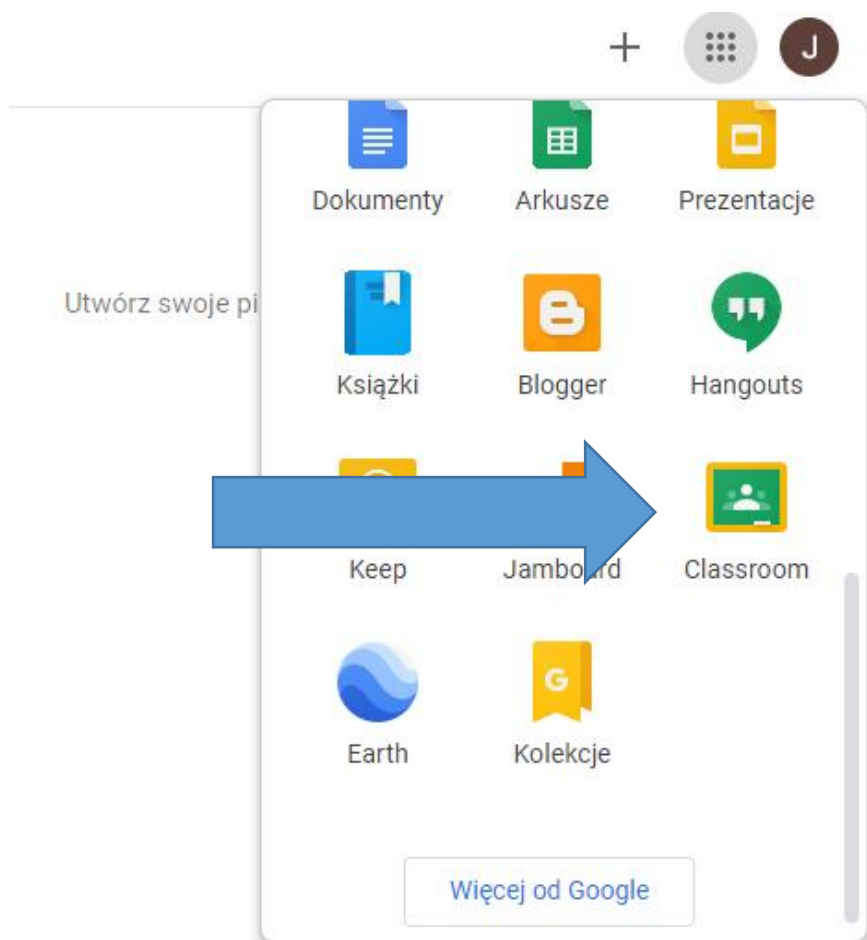 J
Dokumenty Arkusze Prezentacje
Utwórz swoje pi
Książki Blogger Hangouts
Keep Jamboard Classroom
Earth Kolekcje
G
Więcej od Google